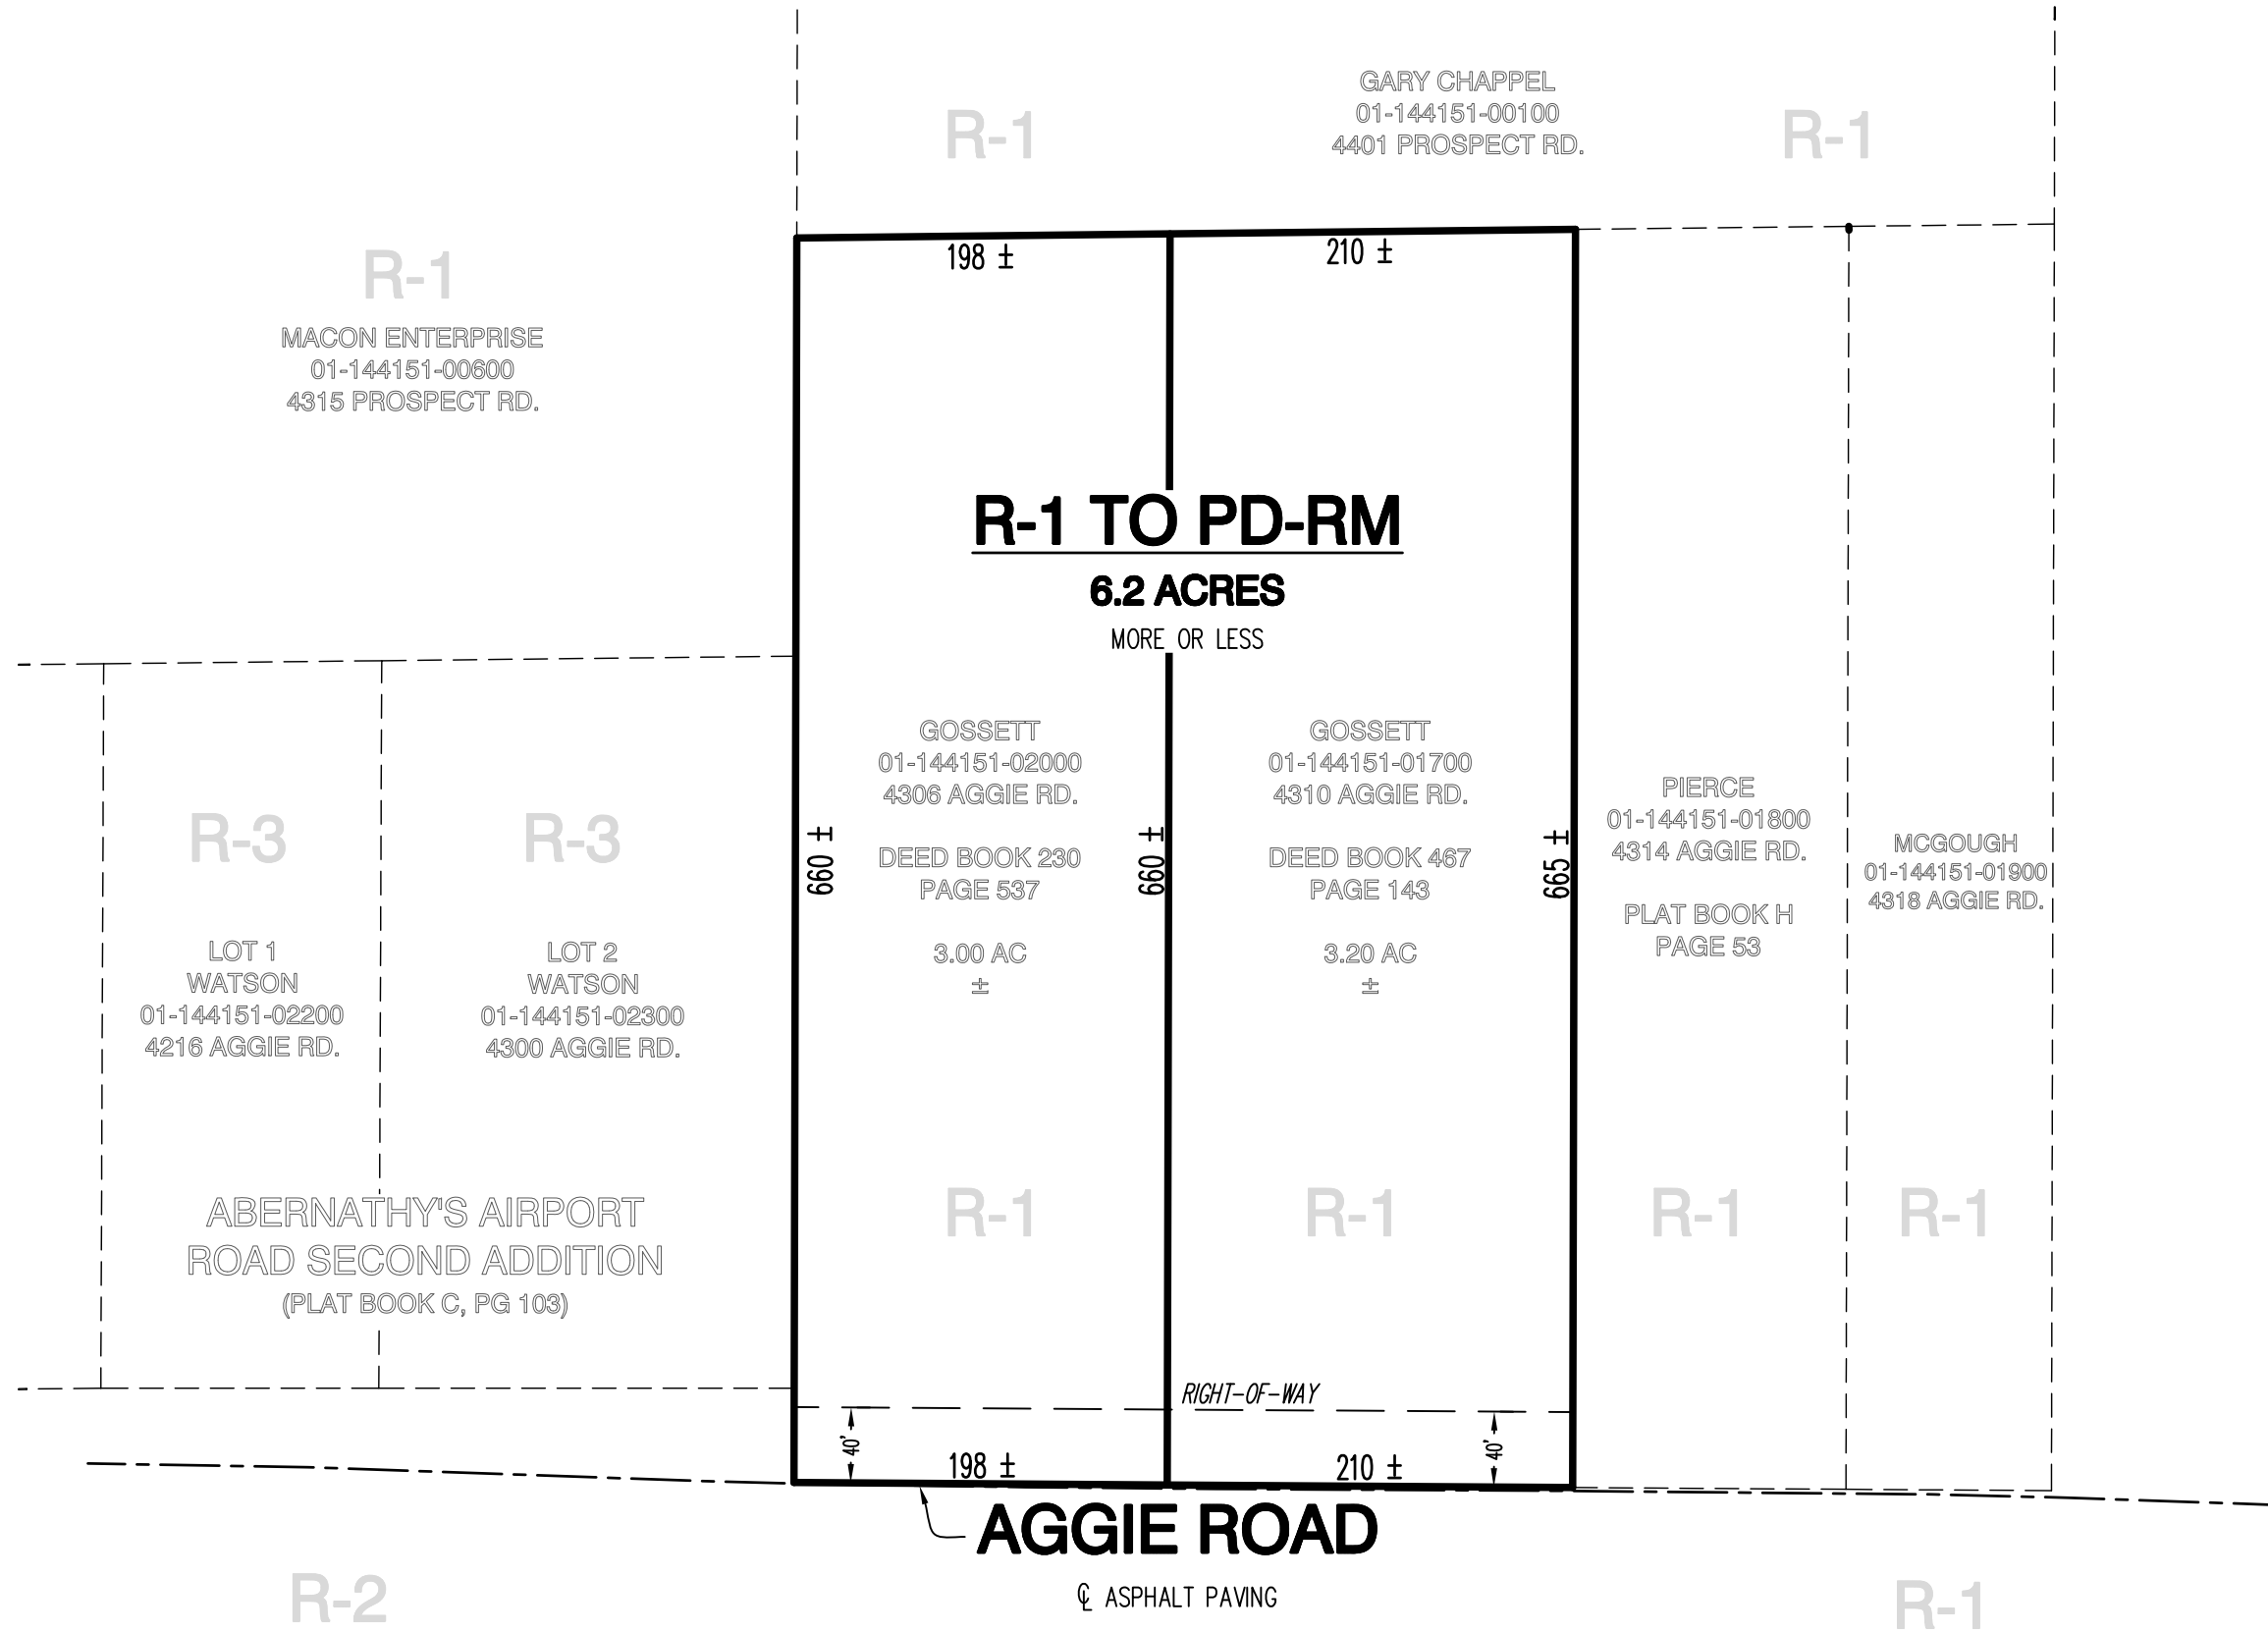 GARY CHAPPEL
01-144151-00100
4401 PROSPECT RD.
R-1
R-1
198 ±
210 ±
R-1
MACON ENTERPRISE
01-144151-00600
4315 PROSPECT RD.
R-1 TO PD-RM
6.2 ACRES
MORE OR LESS
GOSSETT
01-144151-02000
4306 AGGIE RD.
DEED BOOK 230
PAGE 537
3.00 AC
±
GOSSETT
01-144151-01700
4310 AGGIE RD.
DEED BOOK 467
PAGE 143
3.20 AC
±
660 ±
660 ±
665 ±
PIERCE
01-144151-01800
4314 AGGIE RD.
PLAT BOOK H
PAGE 53
MCGOUGH
01-144151-01900
4318 AGGIE RD.
R-3
R-3
LOT 1
WATSON
01-144151-02200
4216 AGGIE RD.
LOT 2
WATSON
01-144151-02300
4300 AGGIE RD.
ABERNATHY'S AIRPORT
ROAD SECOND ADDITION
(PLAT BOOK C, PG 103)
R-1
R-1
R-1
R-1
RIGHT-OF-WAY
40'
40'
198 ±
210 ±
AGGIE ROAD
℄ ASPHALT PAVING
R-2
R-1